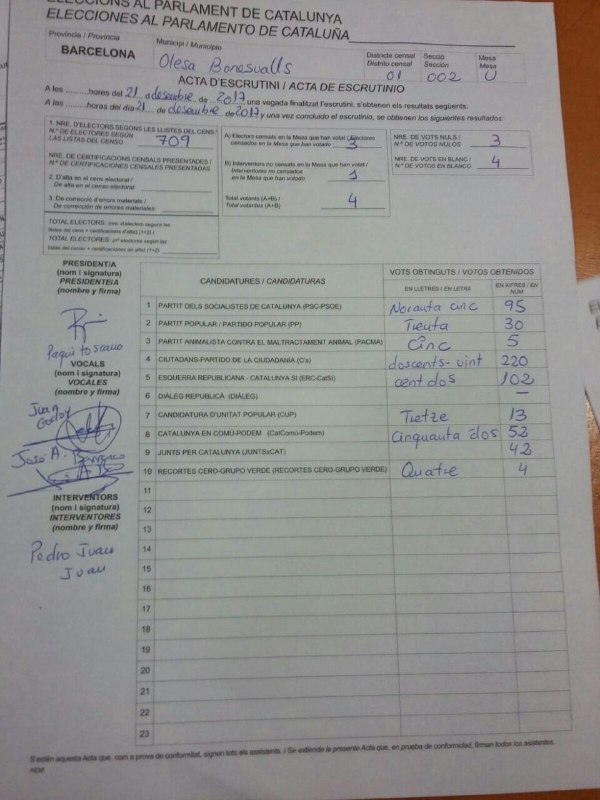 ELECCIONS AL PARLAMENT DE CATALUNYA
ELECCIONES AL PARLAMENTO DE CATALUÑA
Província / Provincia
BARCELONA
Municipi / Municipio
Olesa Bonesvalls
Districte censal
Distrito censal
01
Secció
Sección
002
Mesa
Mesa
U
ACTA D'ESCRUTINI / ACTA DE ESCRUTINIO
A les ..........hores del 21 de desembre de 2017 una vegada finalitzat l'escrutini, s'obtenen els resultats següents:
A las ..........horas del día 21 de desembre de 2017 y una vez concluido el escrutinio, se obtienen los siguientes resultados:
1. NRE. D'ELECTORS SEGONS LES LLISTES DEL CENS /
N.º DE ELECTORES SEGÚN
LAS LISTAS DEL CENSO 709
NRE. DE CERTIFICACIONS CENSALS PRESENTADES /
N.º DE CERTIFICACIONES CENSALES PRESENTADAS
2. D'alta en el cens electoral /
De alta en el censo electoral:
3. De correcció d'errors materials /
De corrección de errores materiales:
TOTAL ELECTORS: nre. d'electors segons les
llistes del cens + certificacions d'alta) (1+2) /
TOTAL ELECTORES: (nº electores según las
listas del censo + certificaciones de alta) (1+2)
A) Electors censats en la Mesa que han votat / Electores
censados en la Mesa que han votado 3
B) Interventors no censats en la Mesa que han votat /
Interventores no censados
en la Mesa que han votado 1
Total votants (A+B) /
Total votantes (A+B) 4
NRE. DE VOTS NULS /
N.º DE VOTOS NULOS 3
NRE. DE VOTS EN BLANC /
N.º DE VOTOS EN BLANCO 4
PRESIDENT/A
(nom i signatura)
PRESIDENTE/A
(nombre y firma)
VOCALS
(nom i signatura)
VOCALES
(nombre y firma)
Juan
Godoy
José A.
INTERVENTORS
(nom i signatura)
INTERVENTORES
(nombre y firma)
Pedro Juan
Juan
CANDIDATURES / CANDIDATURAS
VOTS OBTINGUTS / VOTOS OBTENIDOS
EN LLETRES / EN LETRA
EN XIFRES / EN NÚM
1 PARTIT DELS SOCIALISTES DE CATALUNYA (PSC-PSOE) Norauta cinc 95
2 PARTIT POPULAR / PARTIDO POPULAR (PP) Treuta 30
3 PARTIT ANIMALISTA CONTRA EL MALTRACTAMENT ANIMAL (PACMA) Cinc 5
4 CIUTADANS-PARTIDO DE LA CIUDADANÍA (C's) doscents-vint 220
5 ESQUERRA REPUBLICANA - CATALUNYA SÍ (ERC-CatSí) cent dos 102
6 DIÀLEG REPUBLICÀ (DIÀLEG) —
7 CANDIDATURA D'UNITAT POPULAR (CUP) Tretze 13
8 CATALUNYA EN COMÚ-PODEM (CatComú-Podem) Cinquanta dos 52
9 JUNTS PER CATALUNYA (JUNTSxCAT) 42
10 RECORTES CERO-GRUPO VERDE (RECORTES CERO-GRUPO VERDE) Quatre 4
11
12
13
14
15
16
17
18
19
20
21
22
23
S'estén aquesta Acta que, com a prova de conformitat, signen tots els assistents. / Se extiende la presente Acta que, en prueba de conformidad, firman todos los asistentes.